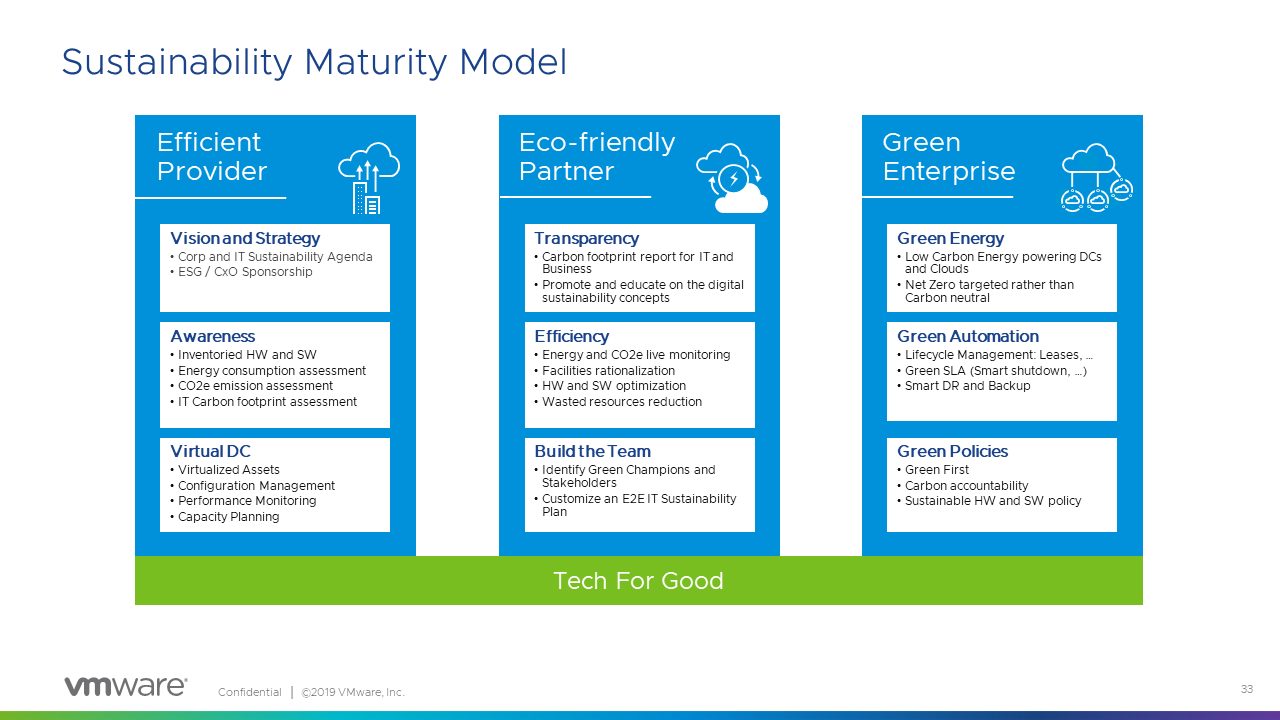 Sustainability Maturity Model
Efficient
Provider
Vision and Strategy
• Corp and IT Sustainability Agenda
• ESG / CxO Sponsorship
Awareness
• Inventoried HW and SW
• Energy consumption assessment
• CO2e emission assessment
• IT Carbon footprint assessment
Virtual DC
• Virtualized Assets
• Configuration Management
• Performance Monitoring
• Capacity Planning
Eco-friendly
Partner
Transparency
• Carbon footprint report for IT and
Business
• Promote and educate on the digital
sustainability concepts
Efficiency
• Energy and CO2e live monitoring
• Facilities rationalization
• HW and SW optimization
• Wasted resources reduction
Build the Team
• Identify Green Champions and
Stakeholders
• Customize an E2E IT Sustainability
Plan
Green
Enterprise
Green Energy
• Low Carbon Energy powering DCs
and Clouds
• Net Zero targeted rather than
Carbon neutral
Green Automation
• Lifecycle Management: Leases, …
• Green SLA (Smart shutdown, …)
• Smart DR and Backup
Green Policies
• Green First
• Carbon accountability
• Sustainable HW and SW policy
Tech For Good
vmware®
Confidential │ ©2019 VMware, Inc.
33